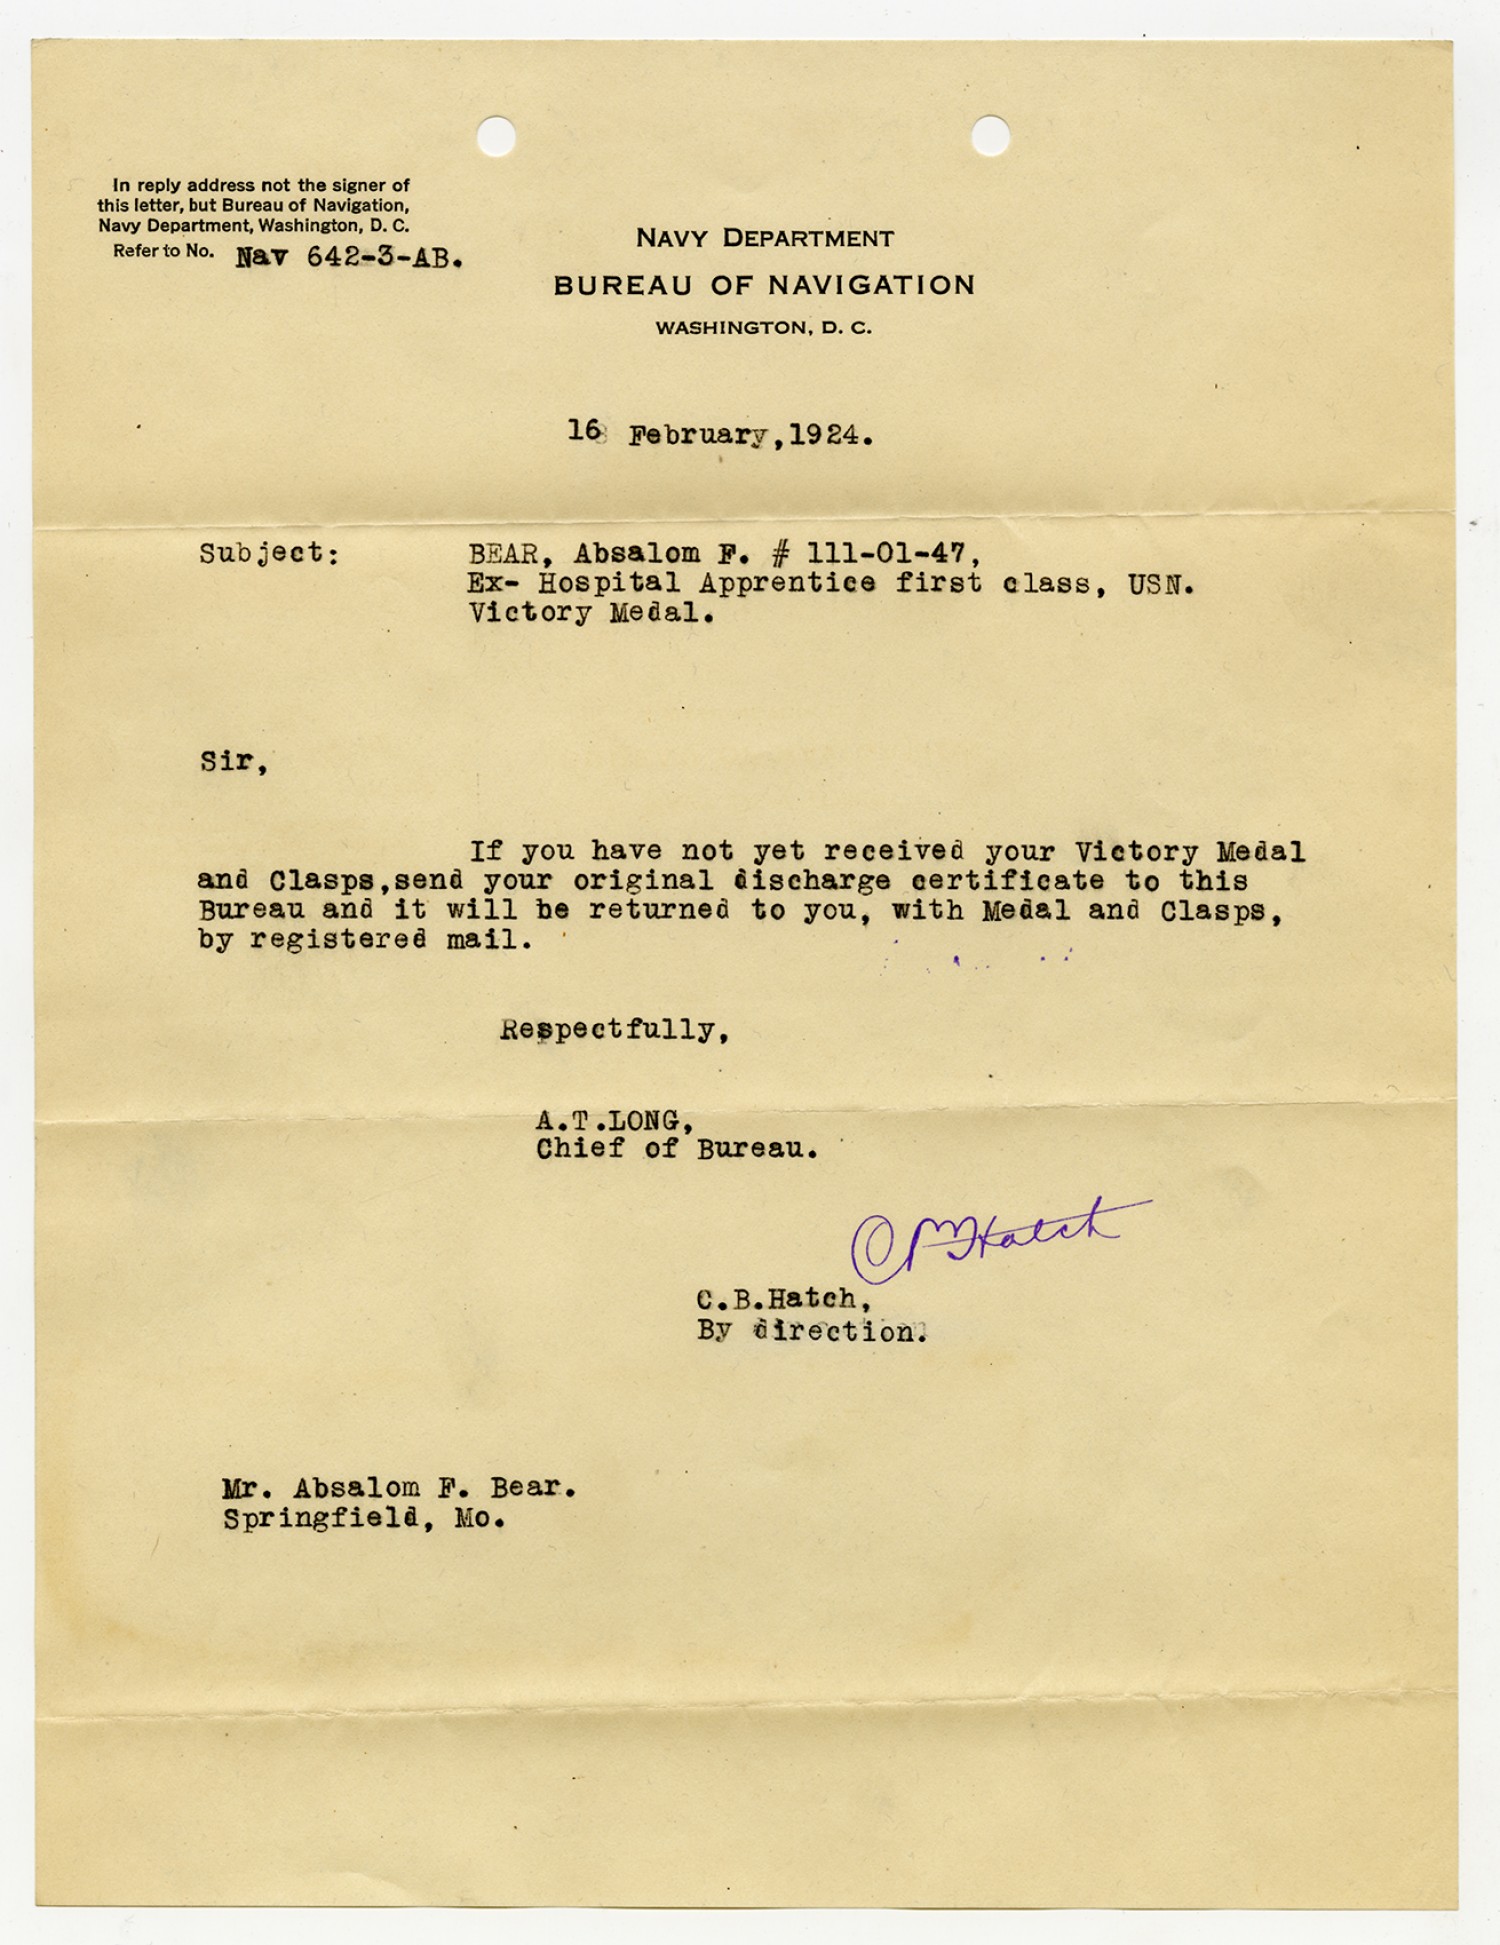 In reply address not the signer of
this letter, but Bureau of Navigation,
Navy Department, Washington, D. C.
Refer to No. Nav 642-3-AB.
NAVY DEPARTMENT
BUREAU OF NAVIGATION
WASHINGTON, D. C.
16 February,1924.
Subject: BEAR, Absalom F. # 111-01-47,
Ex- Hospital Apprentice first class, USN.
Victory Medal.
Sir,
If you have not yet received your Victory Medal
and Clasps,send your original discharge certificate to this
Bureau and it will be returned to you, with Medal and Clasps,
by registered mail.
Respectfully,
A.T.LONG,
Chief of Bureau.
C B Hatch
C.B.Hatch,
By direction.
Mr. Absalom F. Bear.
Springfield, Mo.